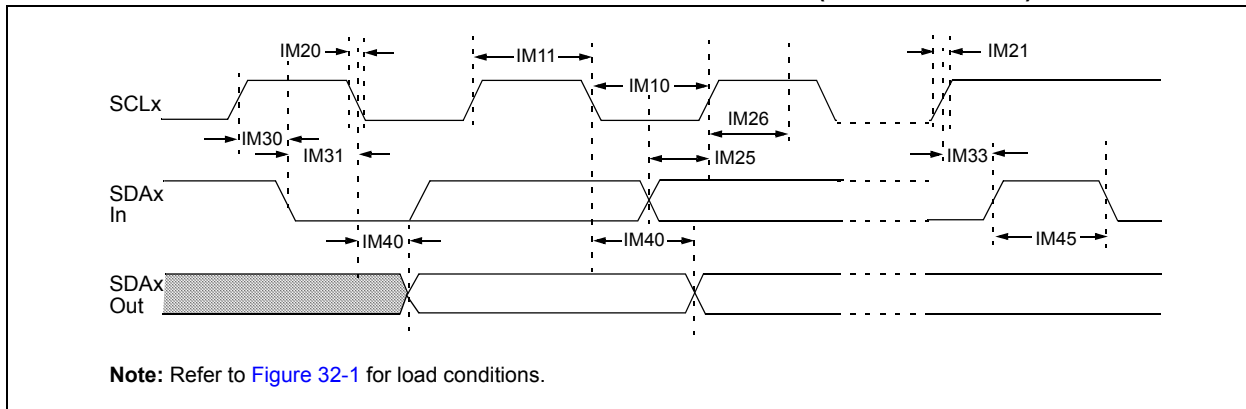 IM20
IM11
IM21
IM10
SCLx
IM26
IM30
IM31
IM33
IM25
SDAx
In
IM40
IM40
IM45
SDAx
Out
Note: Refer to Figure 32-1 for load conditions.